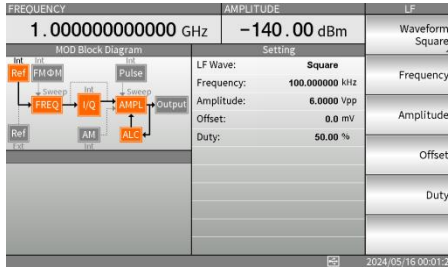 FREQUENCY AMPLITUDE LF
1.000000000000 GHz −140.00 dBm
Waveform
Square
MOD Block Diagram
Setting
Int Int Int
Ref FMΦM Pulse
Sweep Int Sweep
FREQ I/Q AMPL Output
Ref AM ALC
Ext Int
LF Wave: Square
Frequency: 100.000000 kHz
Amplitude: 6.0000 Vpp
Offset: 0.0 mV
Duty: 50.00 %
Frequency
Amplitude
Offset
Duty
2024/05/16 00:01:2